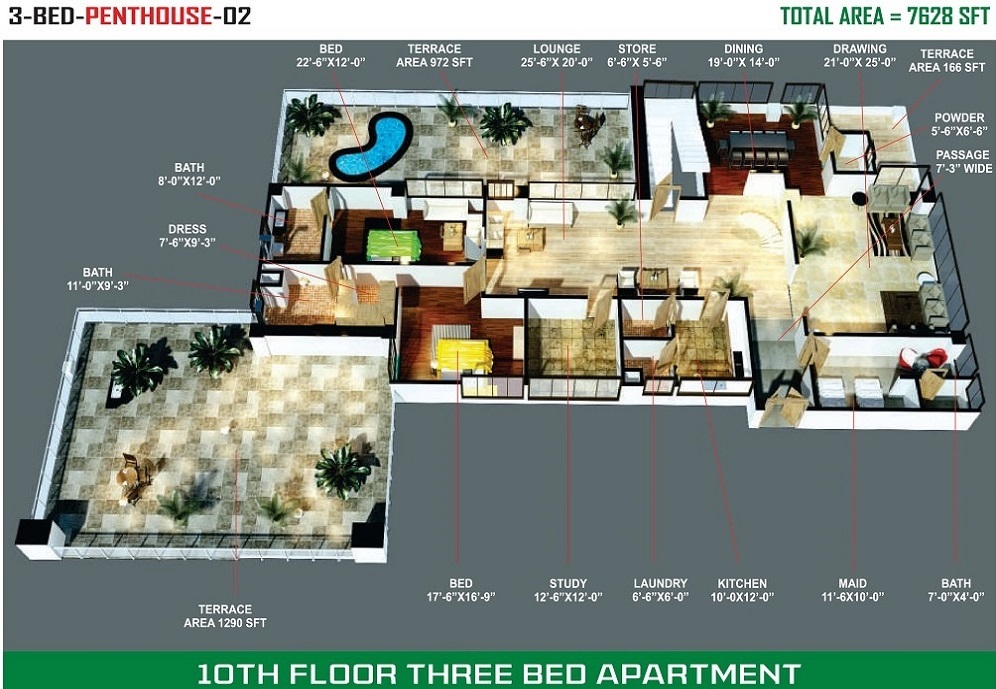 3-BED-PENTHOUSE-02
TOTAL AREA = 7628 SFT
BED
22'-6"X12'-0"
TERRACE
AREA 972 SFT
LOUNGE
25'-6"X 20'-0"
STORE
6'-6"X 5'-6"
DINING
19'-0"X 14'-0"
DRAWING
21'-0"X 25'-0"
TERRACE
AREA 166 SFT
POWDER
5'-6"X6'-6"
PASSAGE
7'-3" WIDE
BATH
8'-0"X12'-0"
DRESS
7'-6"X9'-3"
BATH
11'-0"X9'-3"
BED
17'-6"X16'-9"
STUDY
12'-6"X12'-0"
LAUNDRY
6'-6"X6'-0"
KITCHEN
10'-0X12'-0"
MAID
11'-6X10'-0"
BATH
7'-0"X4'-0"
TERRACE
AREA 1290 SFT
10TH FLOOR THREE BED APARTMENT